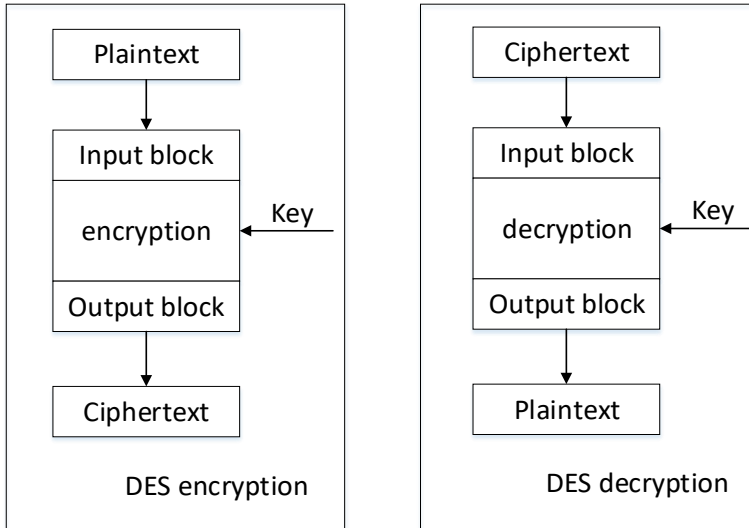 Plaintext
Input block
encryption
Key
Output block
Ciphertext
DES encryption
Ciphertext
Input block
decryption
Key
Output block
Plaintext
DES decryption